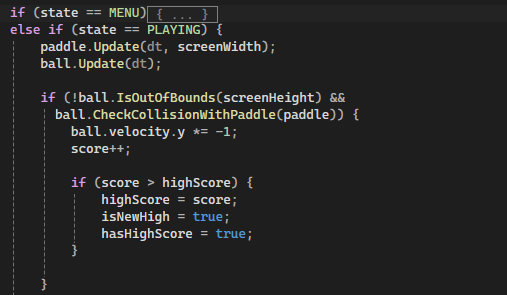 if (state == MENU) { ... }
else if (state == PLAYING) {
    paddle.Update(dt, screenWidth);
    ball.Update(dt);

    if (!ball.IsOutOfBounds(screenHeight) &&
      ball.CheckCollisionWithPaddle(paddle)) {
        ball.velocity.y *= -1;
        score++;

        if (score > highScore) {
            highScore = score;
            isNewHigh = true;
            hasHighScore = true;
        }

    }